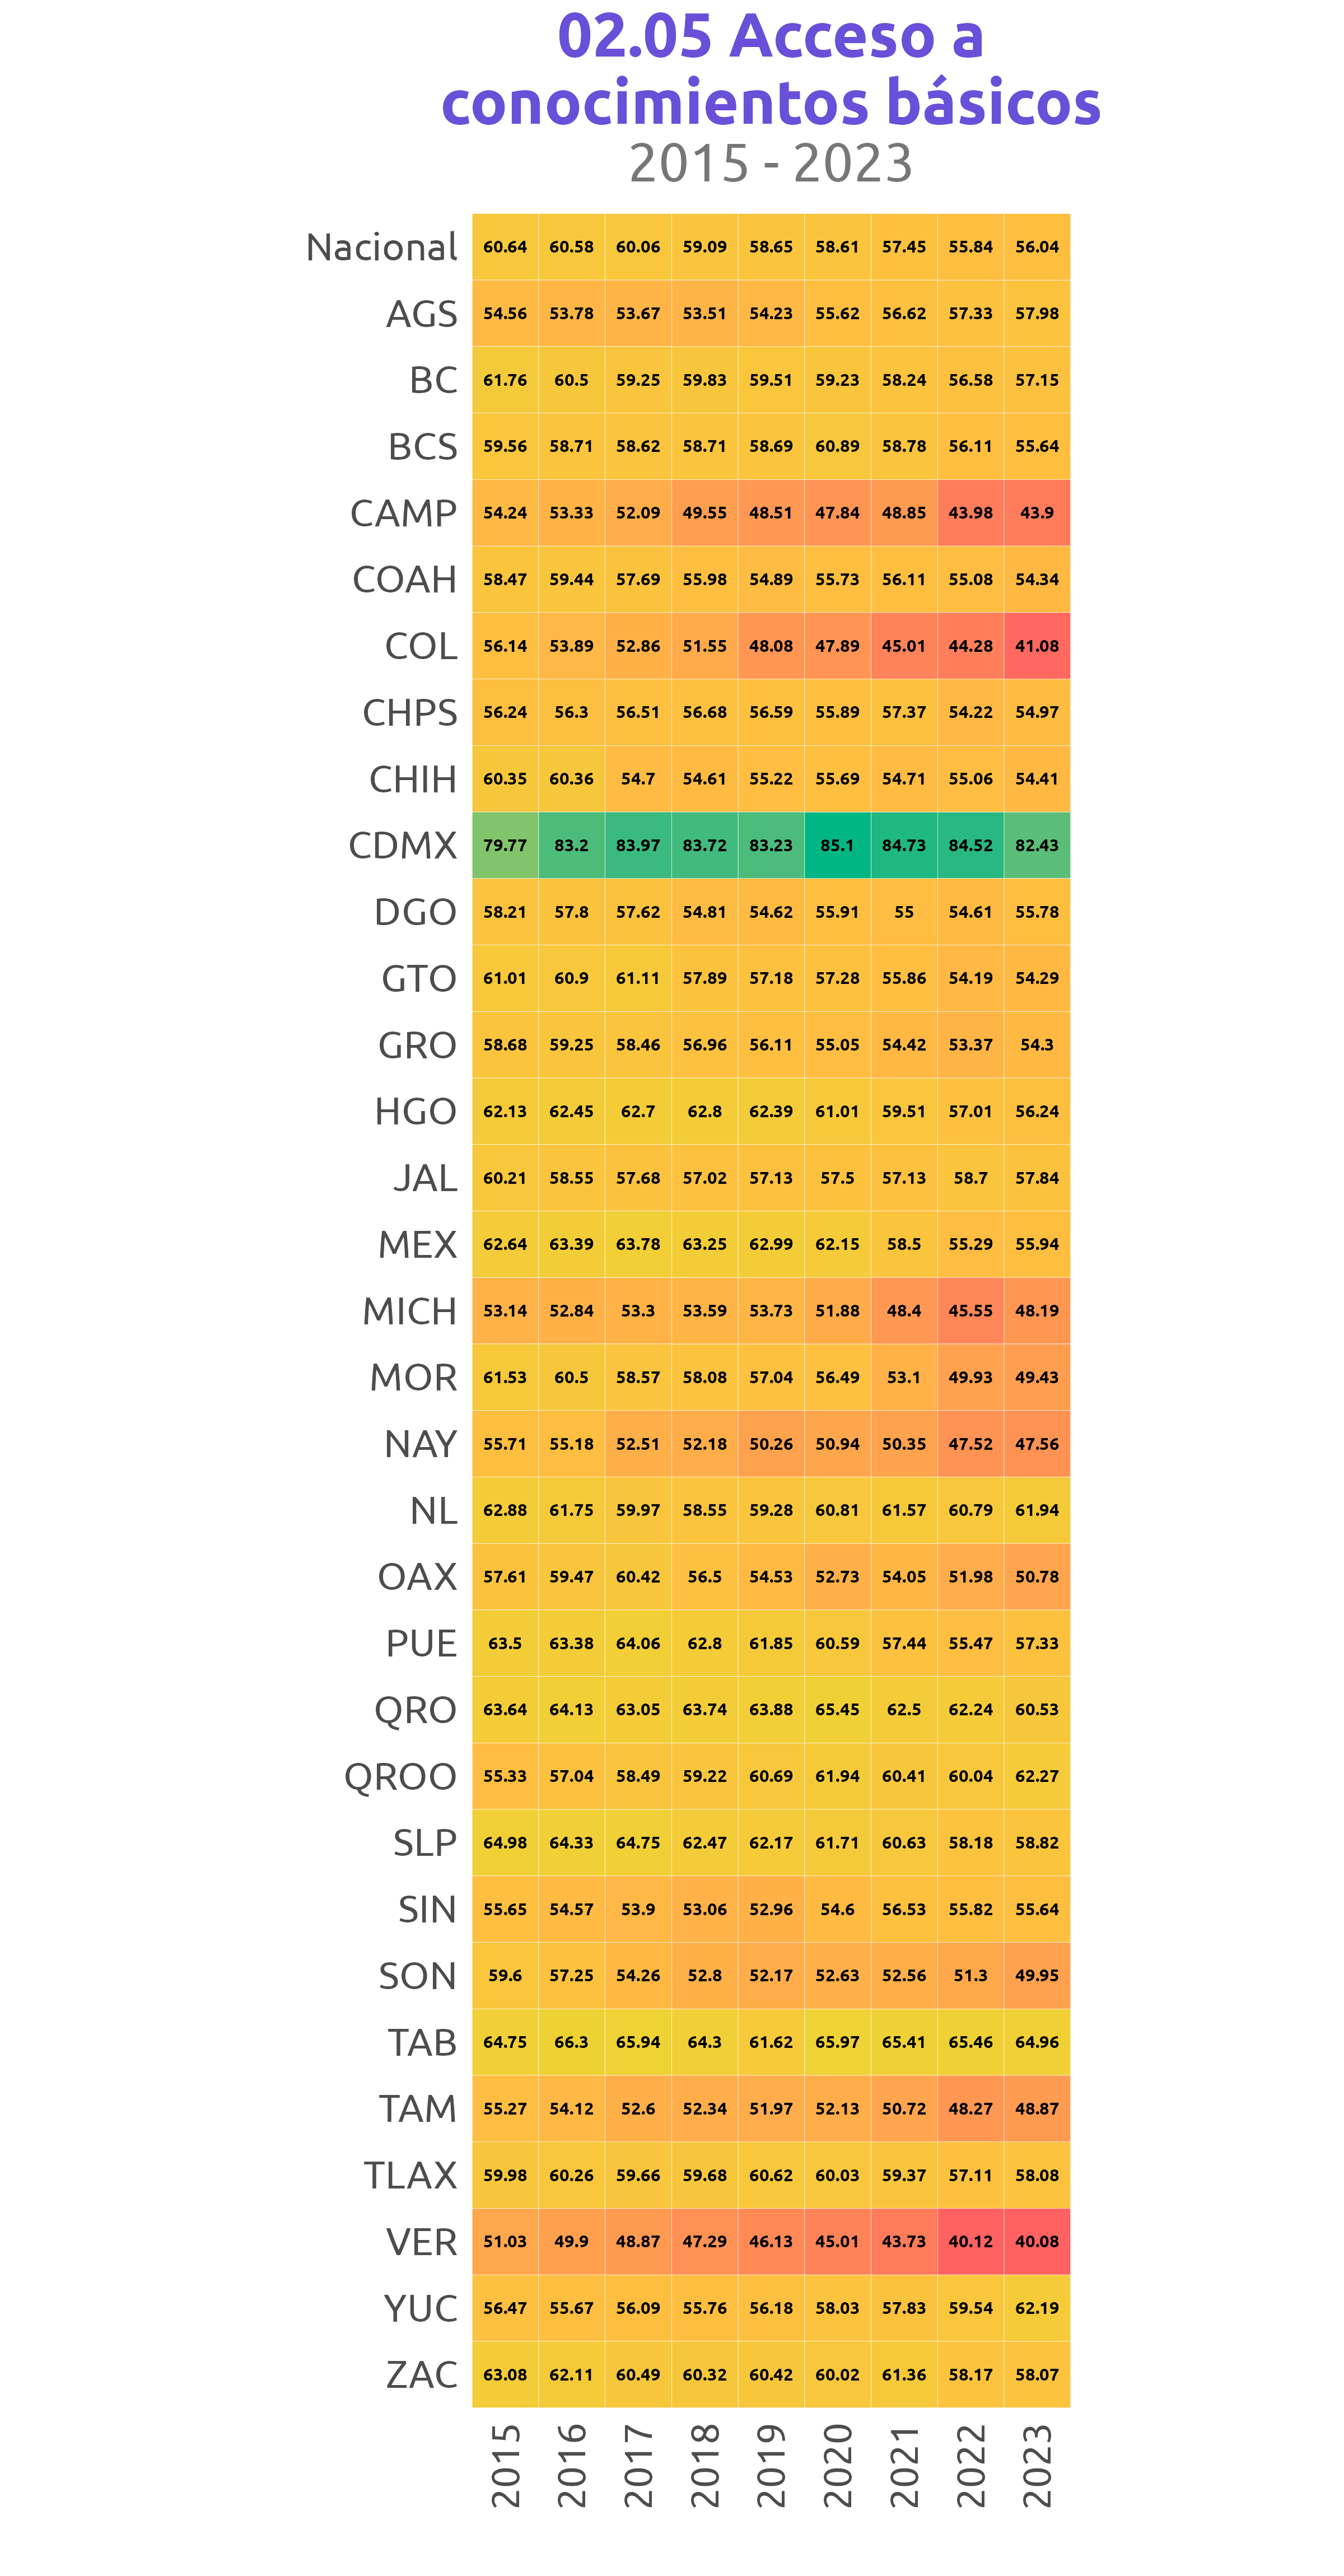 02.05 Acceso a
conocimientos básicos
2015 - 2023
Nacional 60.64 60.58 60.06 59.09 58.65 58.61 57.45 55.84 56.04
AGS 54.56 53.78 53.67 53.51 54.23 55.62 56.62 57.33 57.98
BC 61.76 60.5 59.25 59.83 59.51 59.23 58.24 56.58 57.15
BCS 59.56 58.71 58.62 58.71 58.69 60.89 58.78 56.11 55.64
CAMP 54.24 53.33 52.09 49.55 48.51 47.84 48.85 43.98 43.9
COAH 58.47 59.44 57.69 55.98 54.89 55.73 56.11 55.08 54.34
COL 56.14 53.89 52.86 51.55 48.08 47.89 45.01 44.28 41.08
CHPS 56.24 56.3 56.51 56.68 56.59 55.89 57.37 54.22 54.97
CHIH 60.35 60.36 54.7 54.61 55.22 55.69 54.71 55.06 54.41
CDMX 79.77 83.2 83.97 83.72 83.23 85.1 84.73 84.52 82.43
DGO 58.21 57.8 57.62 54.81 54.62 55.91 55 54.61 55.78
GTO 61.01 60.9 61.11 57.89 57.18 57.28 55.86 54.19 54.29
GRO 58.68 59.25 58.46 56.96 56.11 55.05 54.42 53.37 54.3
HGO 62.13 62.45 62.7 62.8 62.39 61.01 59.51 57.01 56.24
JAL 60.21 58.55 57.68 57.02 57.13 57.5 57.13 58.7 57.84
MEX 62.64 63.39 63.78 63.25 62.99 62.15 58.5 55.29 55.94
MICH 53.14 52.84 53.3 53.59 53.73 51.88 48.4 45.55 48.19
MOR 61.53 60.5 58.57 58.08 57.04 56.49 53.1 49.93 49.43
NAY 55.71 55.18 52.51 52.18 50.26 50.94 50.35 47.52 47.56
NL 62.88 61.75 59.97 58.55 59.28 60.81 61.57 60.79 61.94
OAX 57.61 59.47 60.42 56.5 54.53 52.73 54.05 51.98 50.78
PUE 63.5 63.38 64.06 62.8 61.85 60.59 57.44 55.47 57.33
QRO 63.64 64.13 63.05 63.74 63.88 65.45 62.5 62.24 60.53
QROO 55.33 57.04 58.49 59.22 60.69 61.94 60.41 60.04 62.27
SLP 64.98 64.33 64.75 62.47 62.17 61.71 60.63 58.18 58.82
SIN 55.65 54.57 53.9 53.06 52.96 54.6 56.53 55.82 55.64
SON 59.6 57.25 54.26 52.8 52.17 52.63 52.56 51.3 49.95
TAB 64.75 66.3 65.94 64.3 61.62 65.97 65.41 65.46 64.96
TAM 55.27 54.12 52.6 52.34 51.97 52.13 50.72 48.27 48.87
TLAX 59.98 60.26 59.66 59.68 60.62 60.03 59.37 57.11 58.08
VER 51.03 49.9 48.87 47.29 46.13 45.01 43.73 40.12 40.08
YUC 56.47 55.67 56.09 55.76 56.18 58.03 57.83 59.54 62.19
ZAC 63.08 62.11 60.49 60.32 60.42 60.02 61.36 58.17 58.07
2015 2016 2017 2018 2019 2020 2021 2022 2023